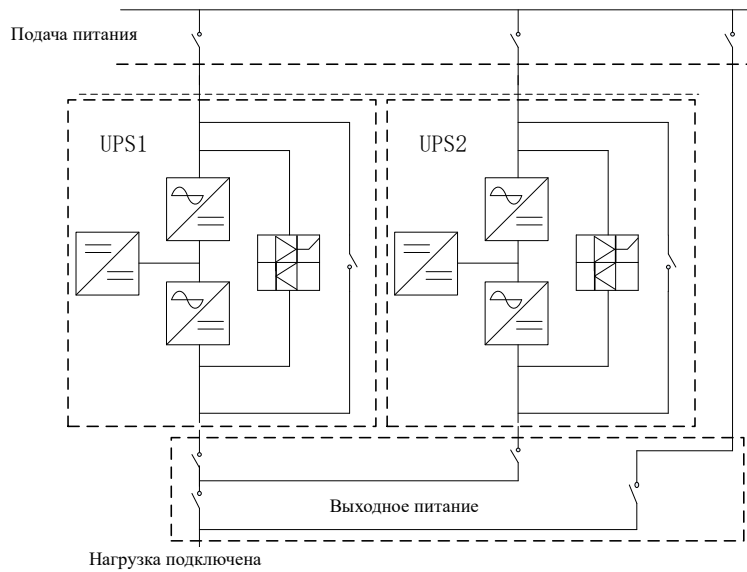 Подача питания
UPS1
UPS2
Выходное питание
Нагрузка подключена